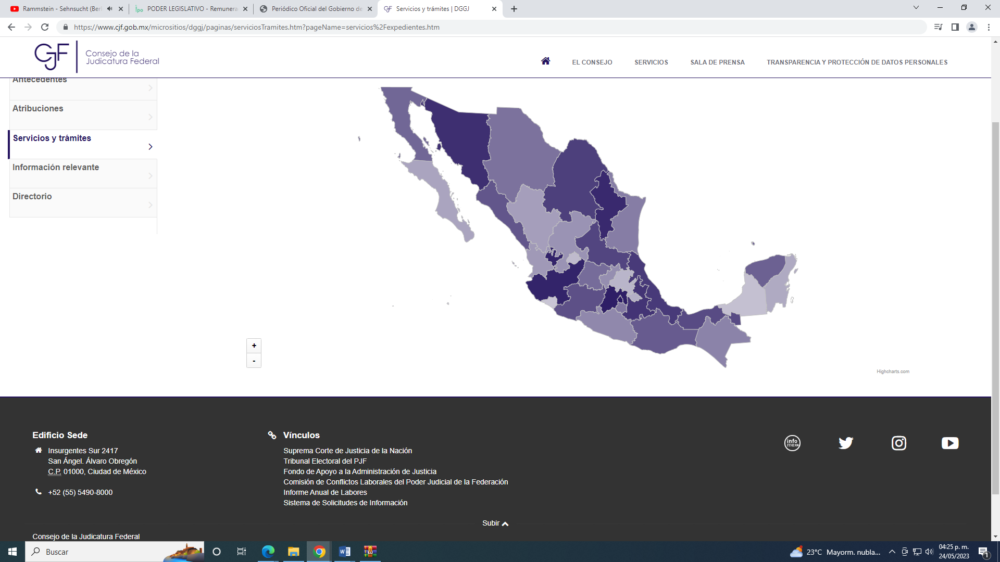 Rammstein - Sehnsucht (Berl
PODER LEGISLATIVO - Remunera
Periódico Oficial del Gobierno de
Servicios y trámites | DGGJ
https://www.cjf.gob.mx/micrositios/dggj/paginas/serviciosTramites.htm?pageName=servicios%2Fexpedientes.htm
CJF
Consejo de la
Judicatura Federal
EL CONSEJO
SERVICIOS
SALA DE PRENSA
TRANSPARENCIA Y PROTECCIÓN DE DATOS PERSONALES
Antecedentes
Atribuciones
Servicios y trámites
Información relevante
Directorio
+
-
Highcharts.com
Edificio Sede
Insurgentes Sur 2417
San Ángel. Álvaro Obregón
C.P. 01000, Ciudad de México
+52 (55) 5490-8000
Vínculos
Suprema Corte de Justicia de la Nación
Tribunal Electoral del PJF
Fondo de Apoyo a la Administración de Justicia
Comisión de Conflictos Laborales del Poder Judicial de la Federación
Informe Anual de Labores
Sistema de Solicitudes de Información
info
mex
Subir
Consejo de la Judicatura Federal
Buscar
23°C Mayorm. nubla...
04:25 p. m.
24/05/2023
1